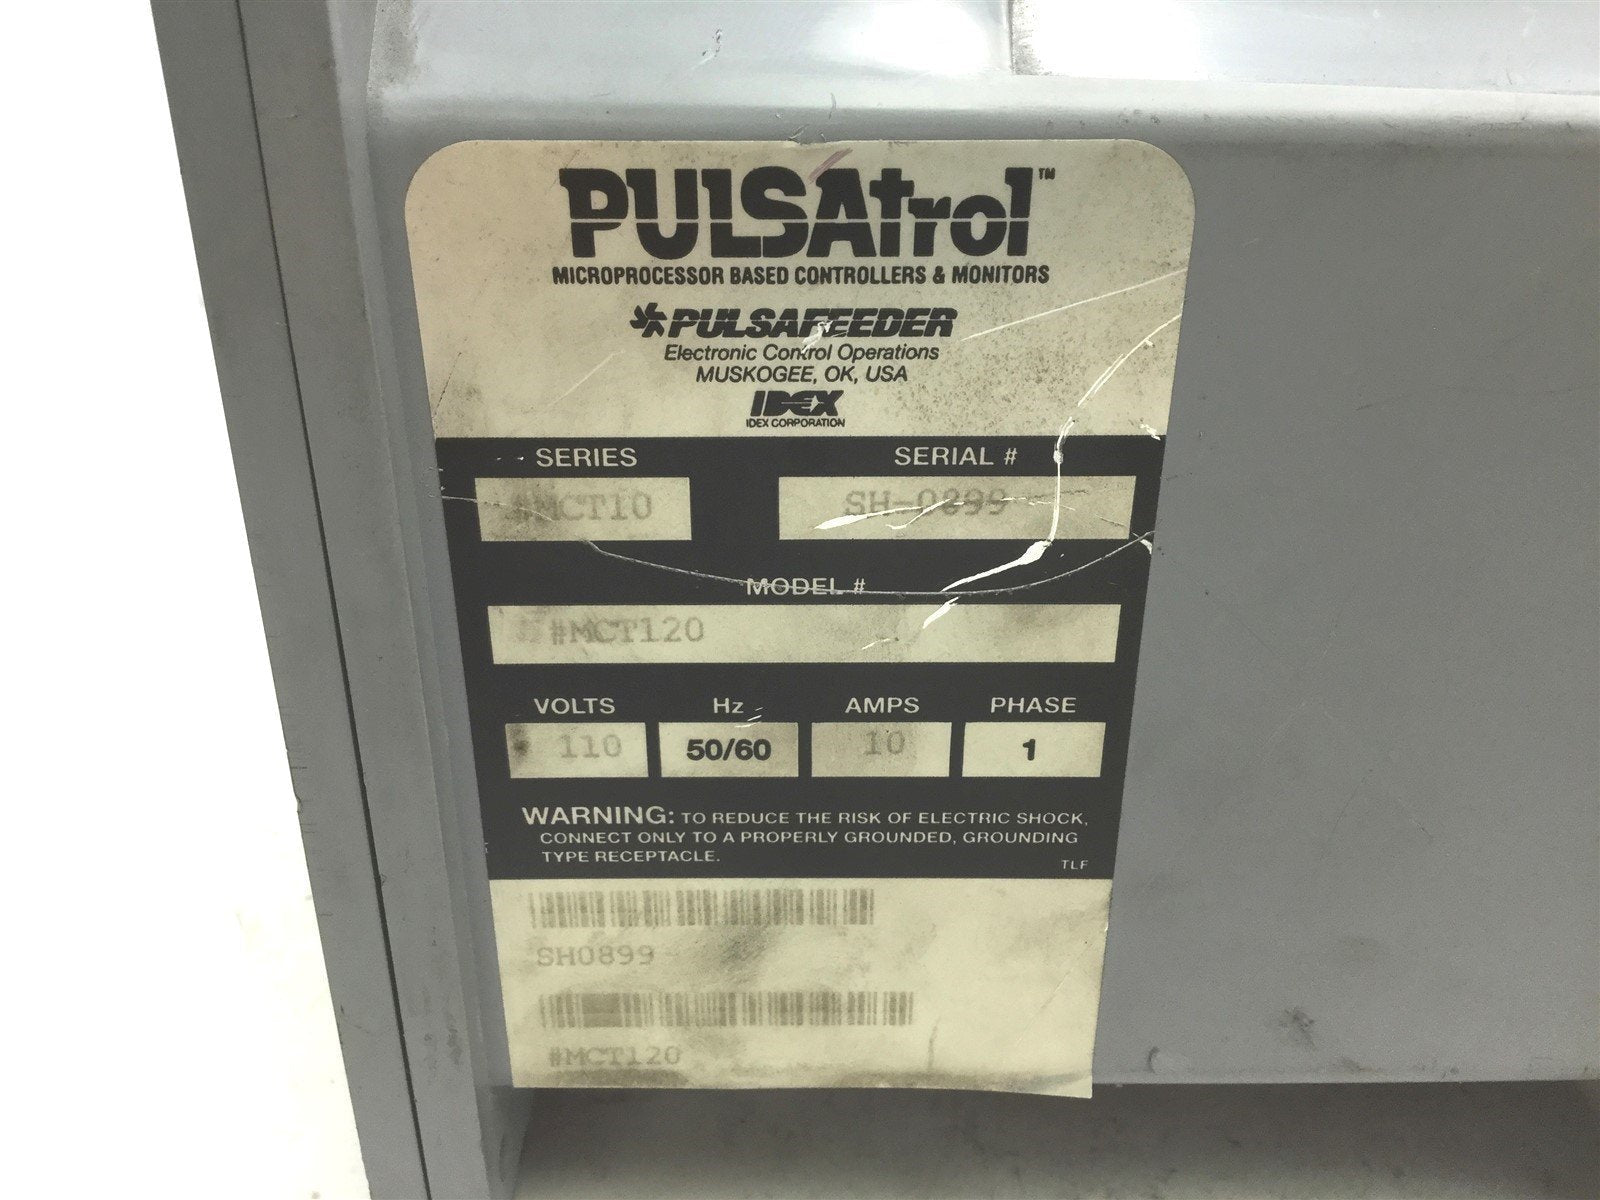 PULSAtrol™
MICROPROCESSOR BASED CONTROLLERS & MONITORS
PULSAFEEDER
Electronic Control Operations
MUSKOGEE, OK, USA
IDEX
IDEX CORPORATION
SERIES SERIAL #
#MCT10 SH-0899
MODEL #
#MCT120
VOLTS Hz AMPS PHASE
110 50/60 10 1
WARNING: TO REDUCE THE RISK OF ELECTRIC SHOCK,
CONNECT ONLY TO A PROPERLY GROUNDED, GROUNDING
TYPE RECEPTACLE.
TLF
SH0899
#MCT120